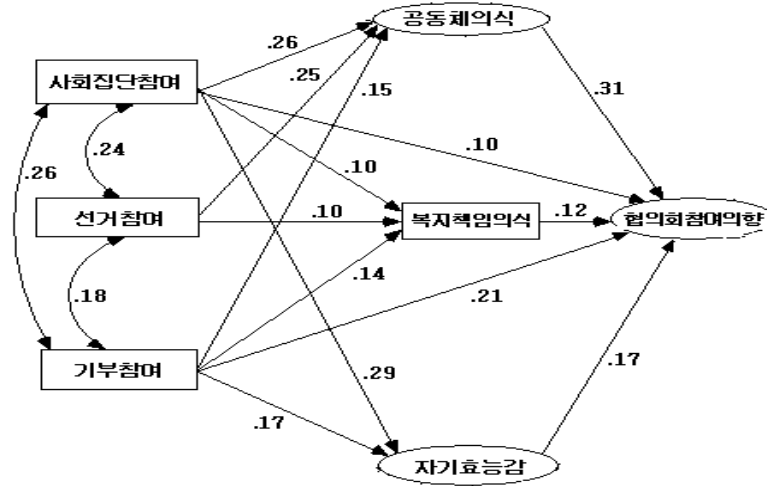 공동체의식
.26
.25
.15
.31
사회집단참여
.24
.26
.10
.10
선거참여
.10
복지책임의식
.12
협의회참여의향
.18
.14
.21
기부참여
.29
.17
.17
자기효능감